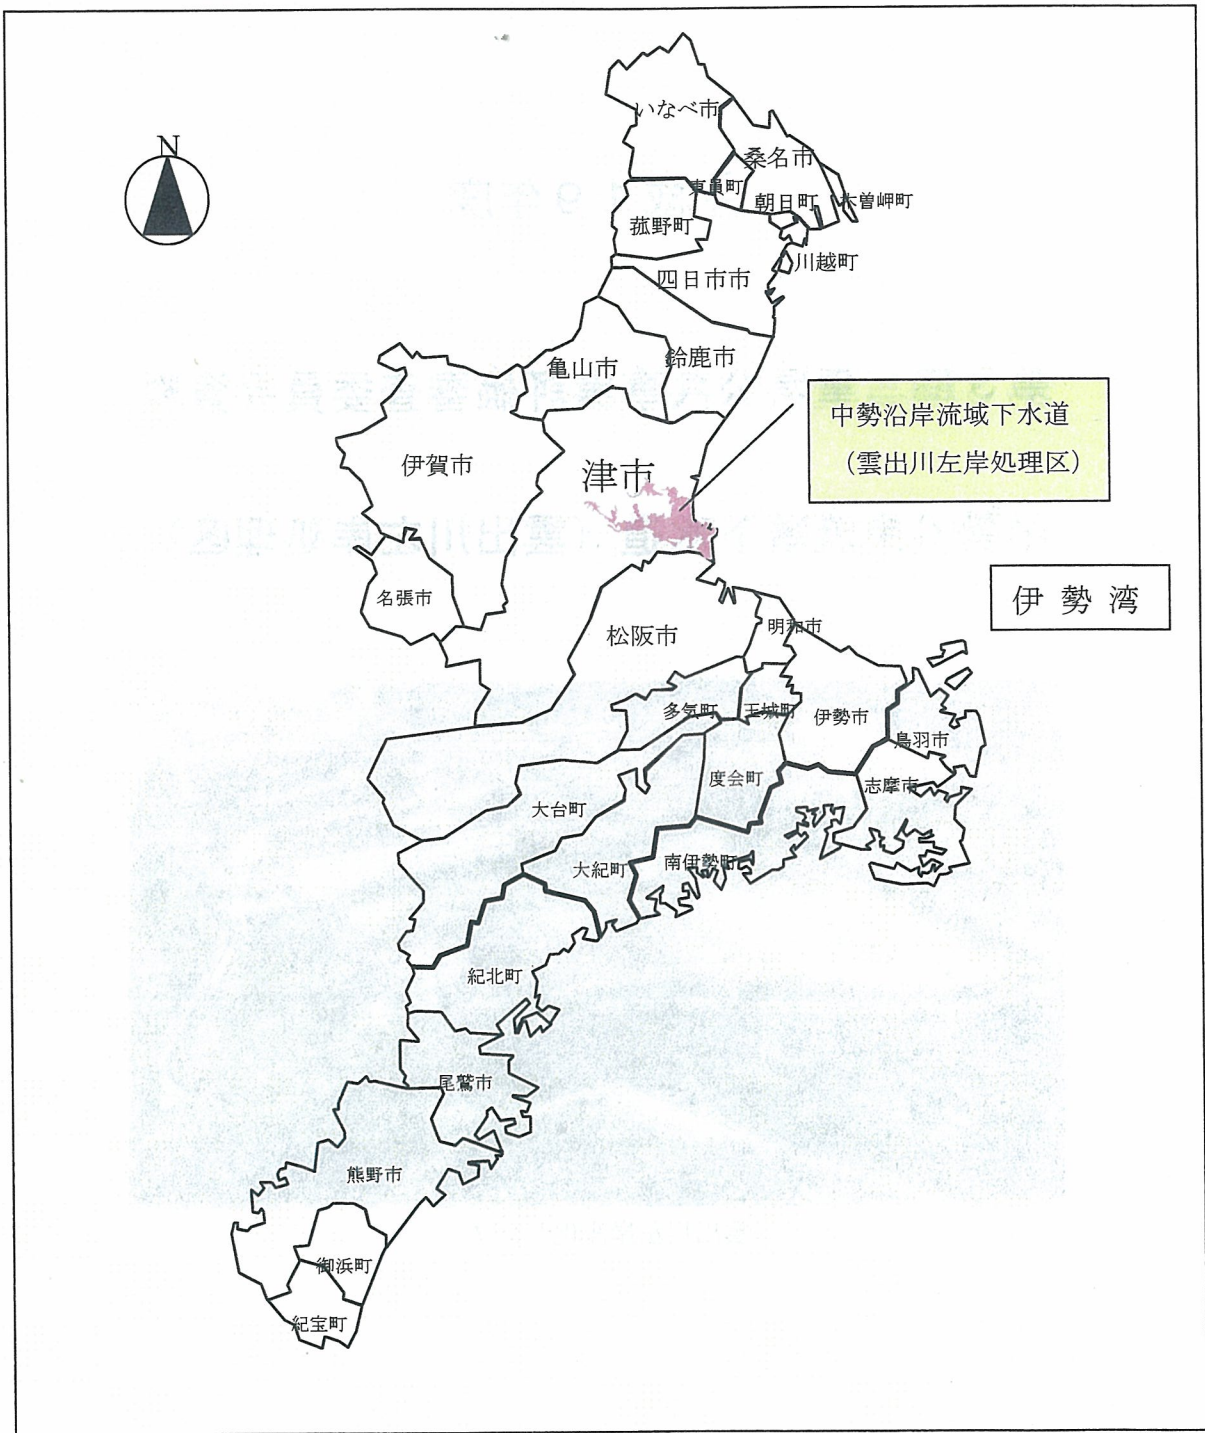 N
いなべ市
桑名市
東員町
朝日町
木曽岬町
菰野町
川越町
四日市市
亀山市
鈴鹿市
中勢沿岸流域下水道
（雲出川左岸処理区）
伊賀市
津市
伊勢湾
名張市
松阪市
明和市
多気町
玉城町
伊勢市
鳥羽市
度会町
志摩市
大台町
大紀町
南伊勢町
紀北町
尾鷲市
熊野市
御浜町
紀宝町